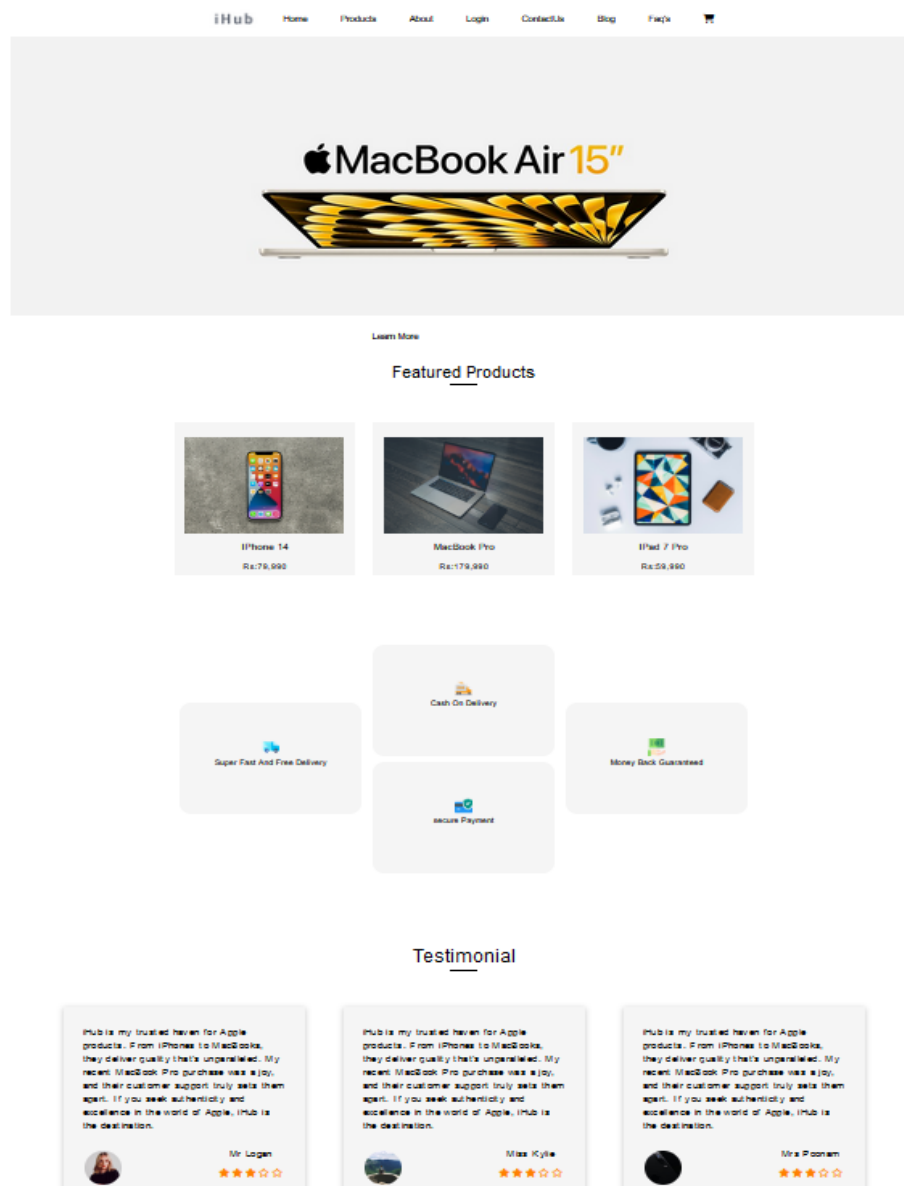 iHub Home Products About Login ContactUs Blog Faq's
MacBook Air 15″
Learn More
Featured Products
IPhone 14 MacBook Pro IPad 7 Pro
Rs:79,990 Rs:179,990 Rs:59,990
Cash On Delivery
Super Fast And Free Delivery Money Back Guaranteed
secure Payment
Testimonial
iHub is my trusted haven for Apple
products. From iPhones to MacBooks,
they deliver quality that's unparalleled. My
recent MacBook Pro purchase was a joy,
and their customer support truly sets them
apart. If you seek authenticity and
excellence in the world of Apple, iHub is
the destination.
Mr Logan
iHub is my trusted haven for Apple
products. From iPhones to MacBooks,
they deliver quality that's unparalleled. My
recent MacBook Pro purchase was a joy,
and their customer support truly sets them
apart. If you seek authenticity and
excellence in the world of Apple, iHub is
the destination.
Miss Kylie
iHub is my trusted haven for Apple
products. From iPhones to MacBooks,
they deliver quality that's unparalleled. My
recent MacBook Pro purchase was a joy,
and their customer support truly sets them
apart. If you seek authenticity and
excellence in the world of Apple, iHub is
the destination.
Mrs Poonam